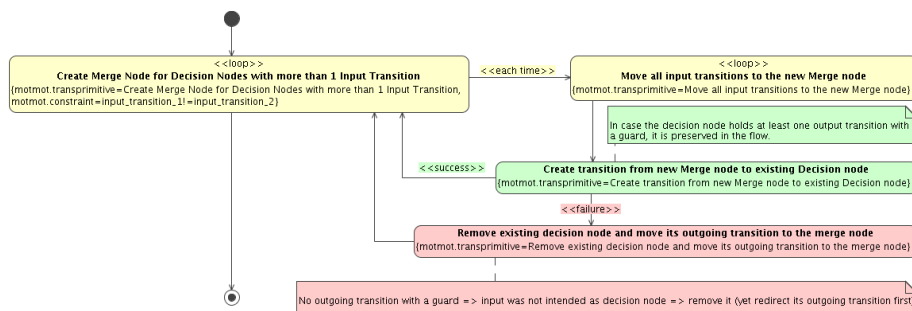 <<loop>>
Create Merge Node for Decision Nodes with more than 1 Input Transition
{motmot.transprimitive=Create Merge Node for Decision Nodes with more than 1 Input Transition,
motmot.constraint=input_transition_1!=input_transition_2}
<<each time>>
<<loop>>
Move all input transitions to the new Merge node
{motmot.transprimitive=Move all input transitions to the new Merge node}
In case the decision node holds at least one output transition with
a guard, it is preserved in the flow.
<<success>>
Create transition from new Merge node to existing Decision node
{motmot.transprimitive=Create transition from new Merge node to existing Decision node}
<<failure>>
Remove existing decision node and move its outgoing transition to the merge node
{motmot.transprimitive=Remove existing decision node and move its outgoing transition to the merge node}
No outgoing transition with a guard => input was not intended as decision node => remove it (yet redirect its outgoing transition first)